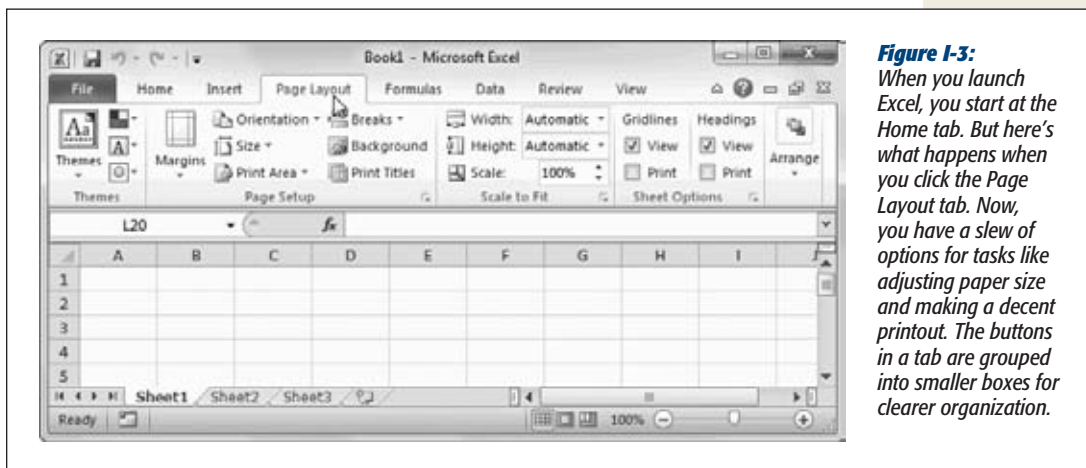 Book1 - Microsoft Excel
File Home Insert Page Layout Formulas Data Review View
Themes
Aa
A
Themes
Margins
Orientation
Size
Print Area
Breaks
Background
Print Titles
Page Setup
Width: Automatic
Height: Automatic
Scale: 100%
Scale to Fit
Gridlines
View
Print
Headings
View
Print
Sheet Options
Arrange
L20 fx
A B C D E F G H I
1
2
3
4
5
Sheet1 Sheet2 Sheet3
Ready 100%
Figure I-3:
When you launch
Excel, you start at the
Home tab. But here's
what happens when
you click the Page
Layout tab. Now,
you have a slew of
options for tasks like
adjusting paper size
and making a decent
printout. The buttons
in a tab are grouped
into smaller boxes for
clearer organization.